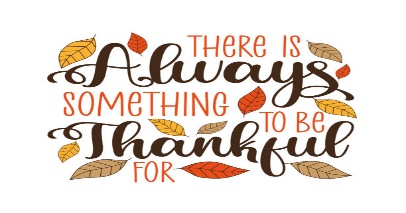 THERE IS
Always
SOMETHING
TO BE
Thankful
FOR